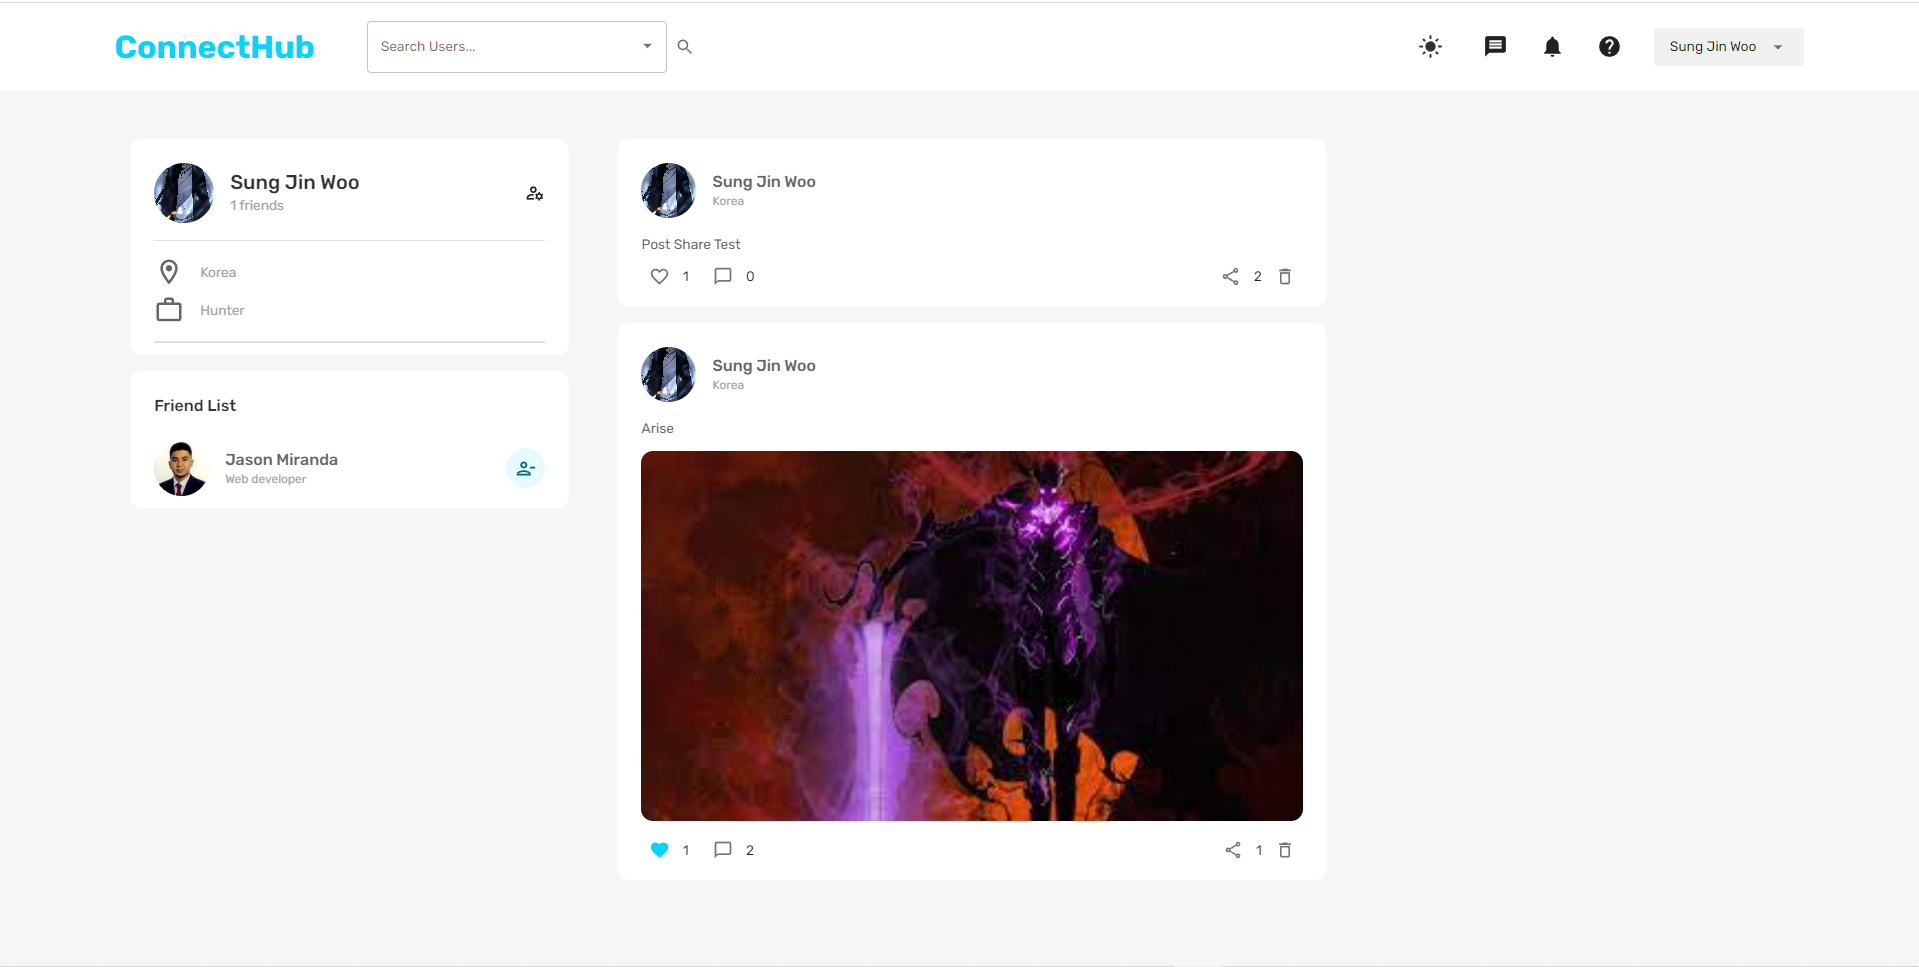 ConnectHub
Search Users...
Sung Jin Woo
Sung Jin Woo
1 friends
Korea
Hunter
Friend List
Jason Miranda
Web developer
Sung Jin Woo
Korea
Post Share Test
1 0 2
Sung Jin Woo
Korea
Arise
1 2 1